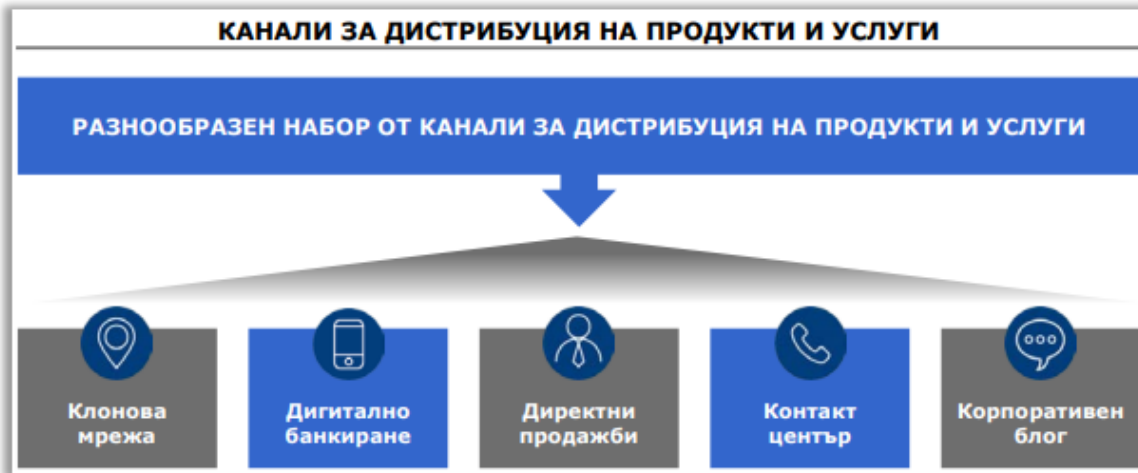 КАНАЛИ ЗА ДИСТРИБУЦИЯ НА ПРОДУКТИ И УСЛУГИ
РАЗНООБРАЗЕН НАБОР ОТ КАНАЛИ ЗА ДИСТРИБУЦИЯ НА ПРОДУКТИ И УСЛУГИ
Клонова
мрежа
Дигитално
банкиране
Директни
продажби
Контакт
център
Корпоративен
блог